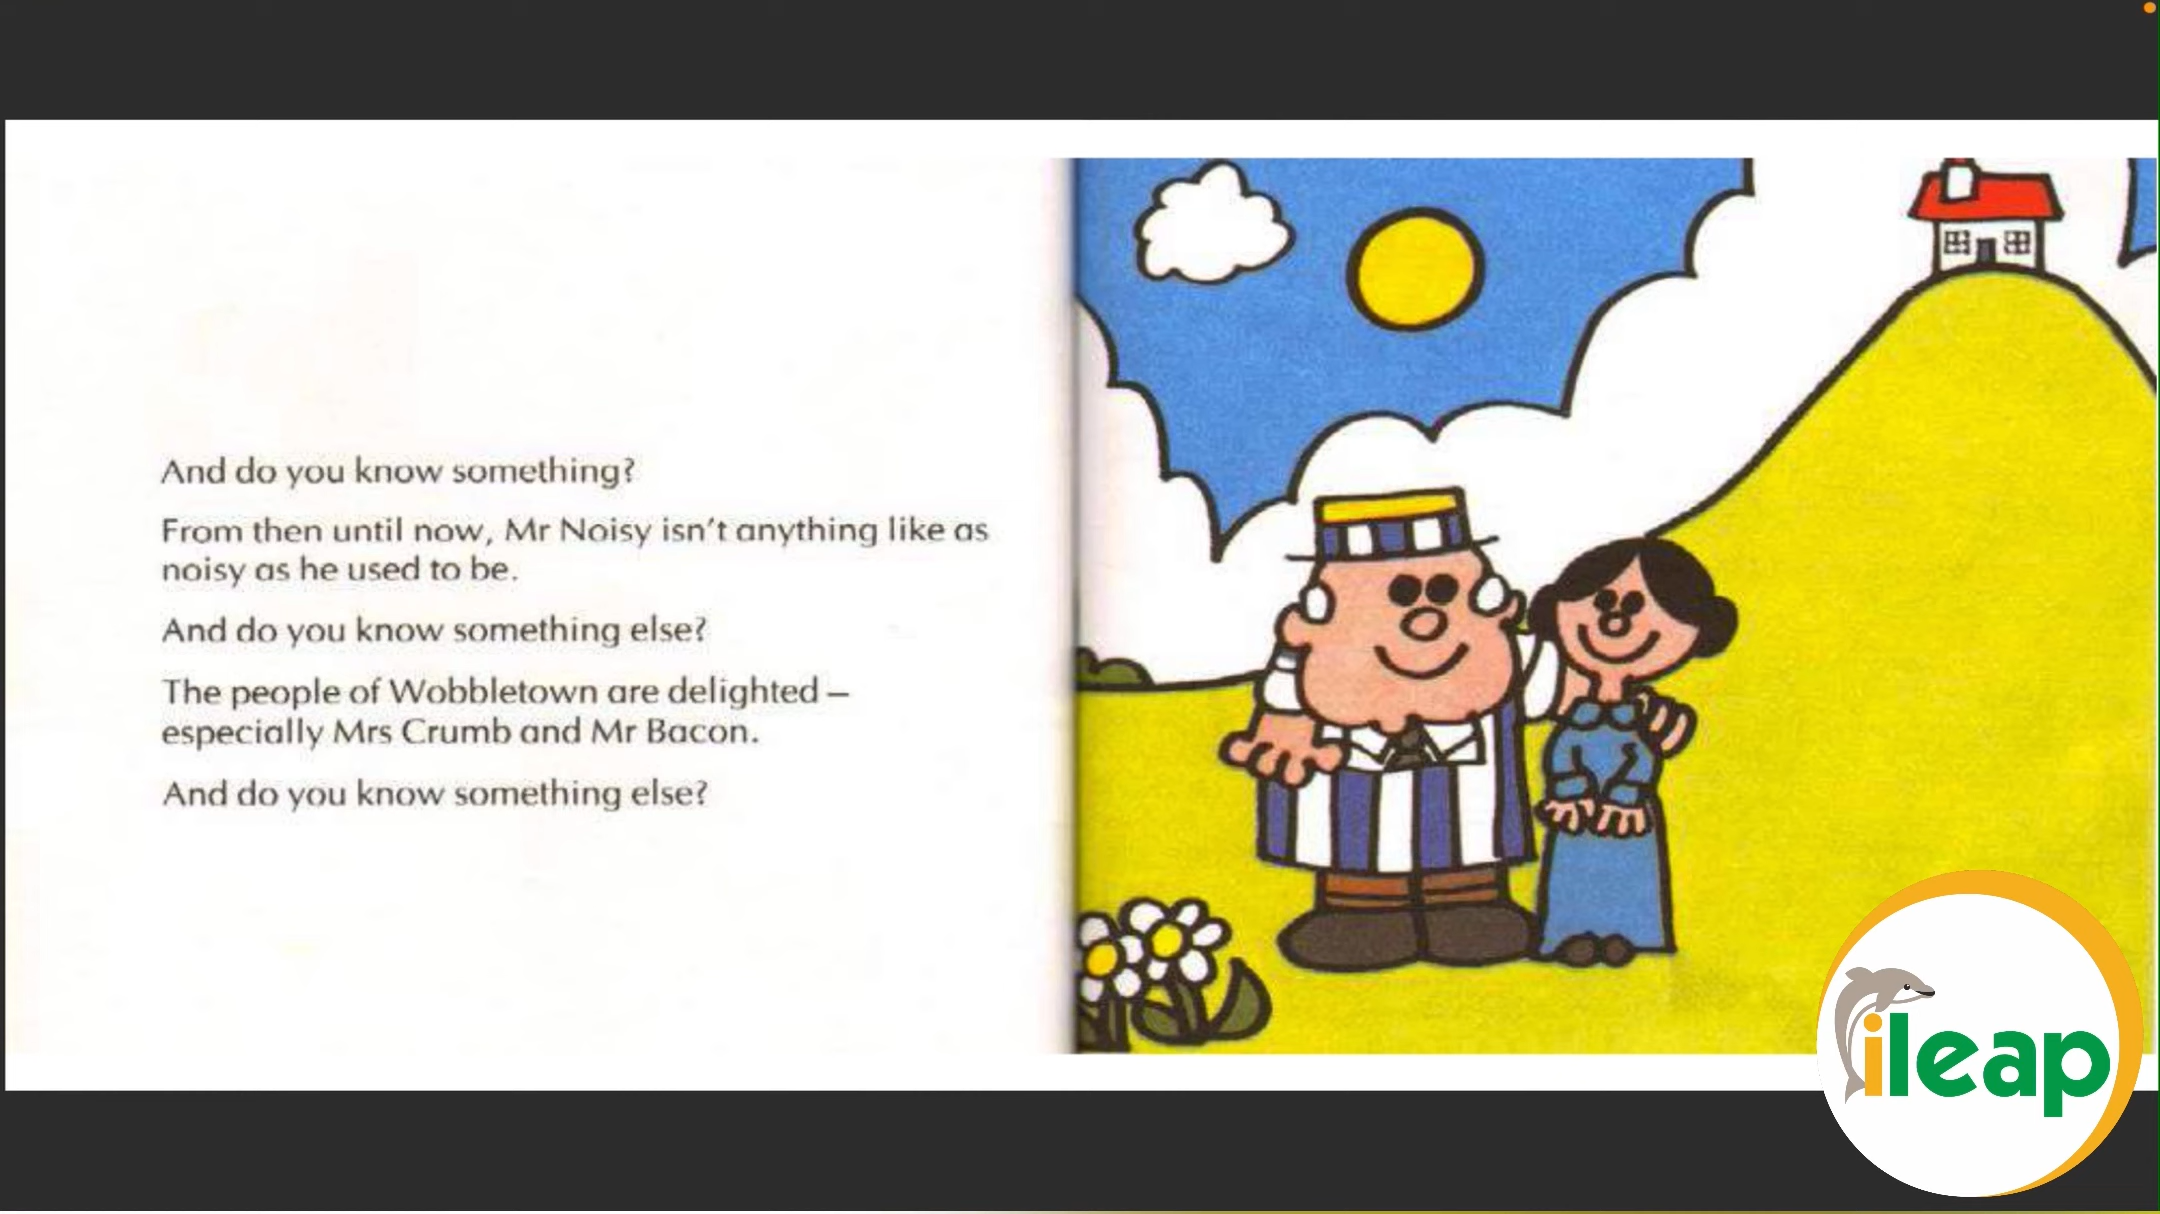 And do you know something?
From then until now, Mr Noisy isn't anything like as
noisy as he used to be.
And do you know something else?
The people of Wobbletown are delighted –
especially Mrs Crumb and Mr Bacon.
And do you know something else?
ileap